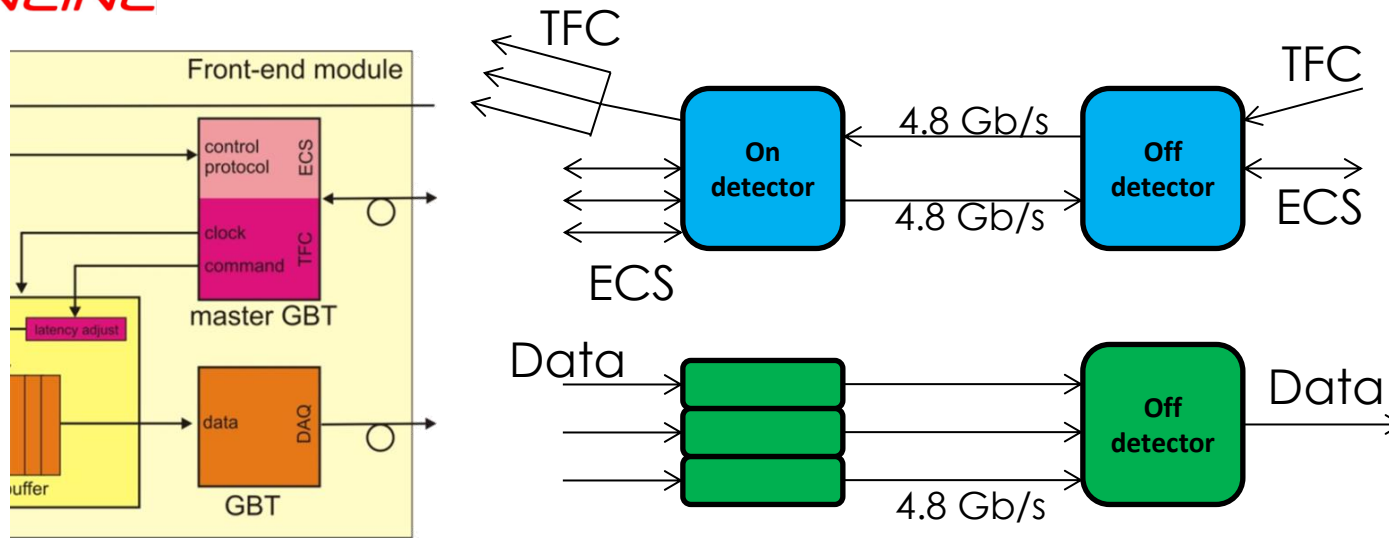 Front-end module
control
protocol
ECS
clock
command
TFC
master GBT
latency adjust
data
DAQ
GBT
TFC
TFC
On
detector
4.8 Gb/s
4.8 Gb/s
Off
detector
ECS
ECS
Data
Off
detector
Data
4.8 Gb/s